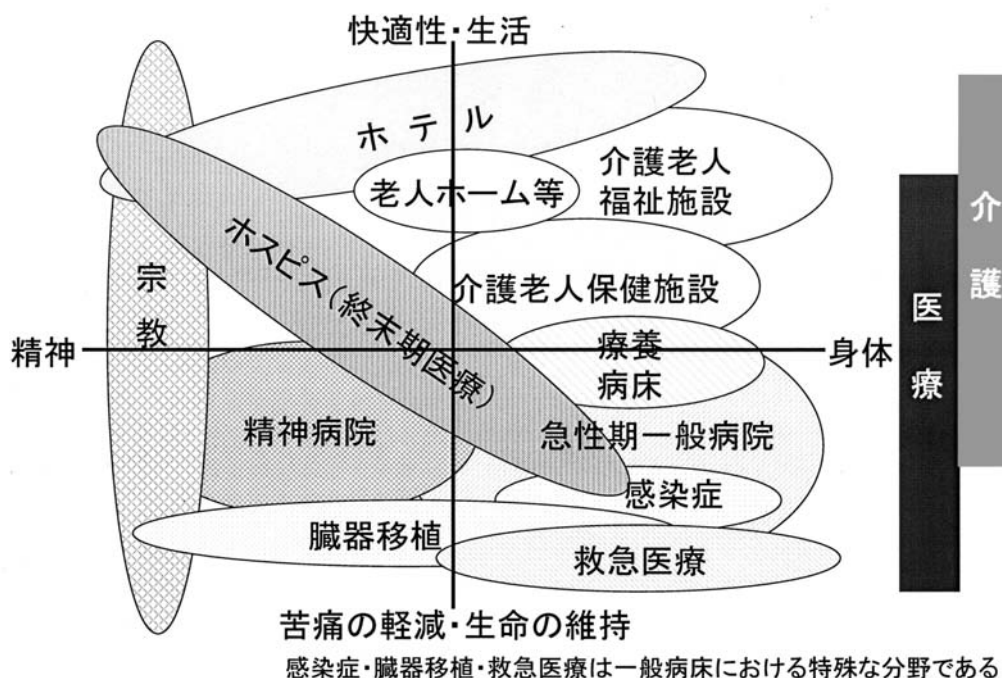 快適性・生活
ホテル
介護老人
福祉施設
老人ホーム等
介護
ホスピス(終末期医療)
宗教
介護老人保健施設
医療
精神
療養
病床
身体
精神病院
急性期一般病院
感染症
臓器移植
救急医療
苦痛の軽減・生命の維持
感染症・臓器移植・救急医療は一般病床における特殊な分野である